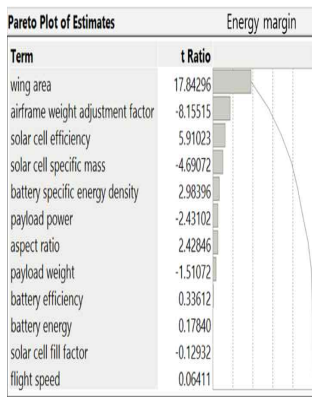 Pareto Plot of Estimates Energy margin
Term t Ratio
wing area 17.84296
airframe weight adjustment factor -8.15515
solar cell efficiency 5.91023
solar cell specific mass -4.69072
battery specific energy density 2.98396
payload power -2.43102
aspect ratio 2.42846
payload weight -1.51072
battery efficiency 0.33612
battery energy 0.17840
solar cell fill factor -0.12932
flight speed 0.06411